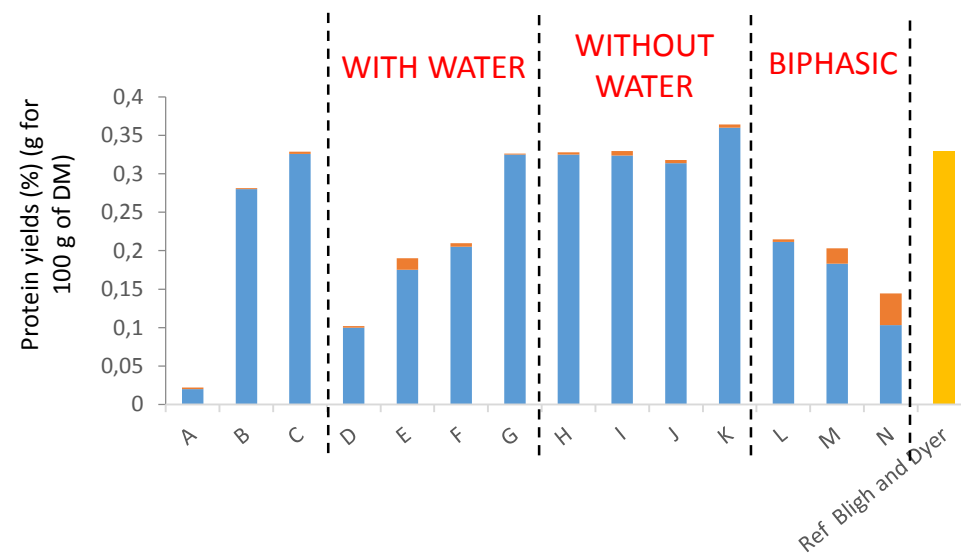 WITH WATER
WITHOUT
WATER
BIPHASIC
Protein yields (%) (g for
100 g of DM)
0,4
0,35
0,3
0,25
0,2
0,15
0,1
0,05
0
A
B
C
D
E
F
G
H
I
J
K
L
M
N
Ref Bligh and Dyer